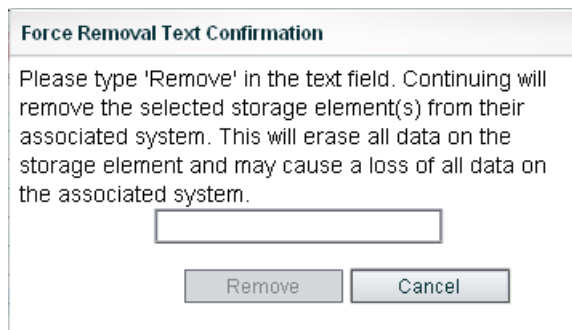 Force Removal Text Confirmation
Please type 'Remove' in the text field. Continuing will
remove the selected storage element(s) from their
associated system. This will erase all data on the
storage element and may cause a loss of all data on
the associated system.
Remove Cancel